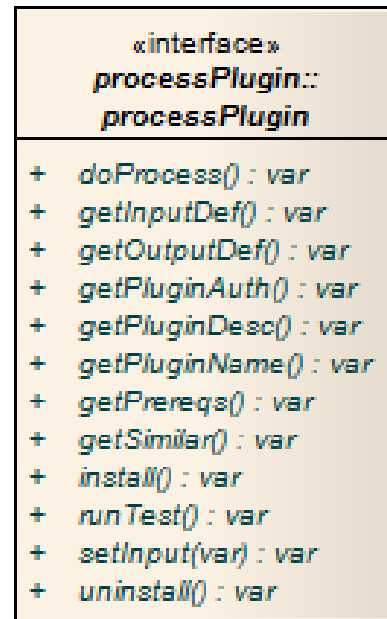 «interface»
processPlugin::
processPlugin
+ doProcess() : var
+ getInputDef() : var
+ getOutputDef() : var
+ getPluginAuth() : var
+ getPluginDesc() : var
+ getPluginName() : var
+ getPrereqs() : var
+ getSimilar() : var
+ install() : var
+ runTest() : var
+ setInput(var) : var
+ uninstall() : var